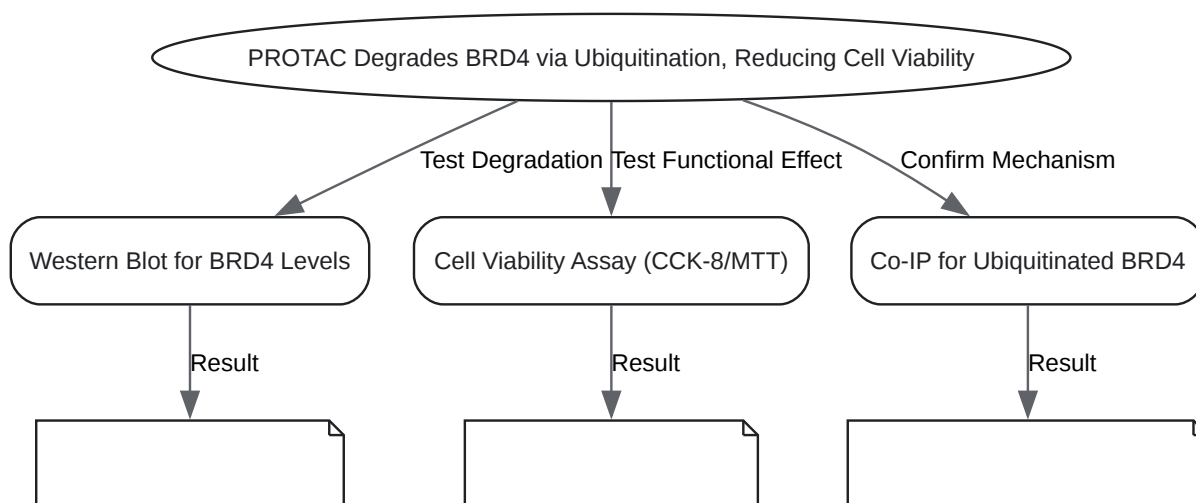 PROTAC Degrades BRD4 via Ubiquitination, Reducing Cell Viability
Test Degradation
Test Functional Effect
Confirm Mechanism
Western Blot for BRD4 Levels
Cell Viability Assay (CCK-8/MTT)
Co-IP for Ubiquitinated BRD4
Result
Result
Result